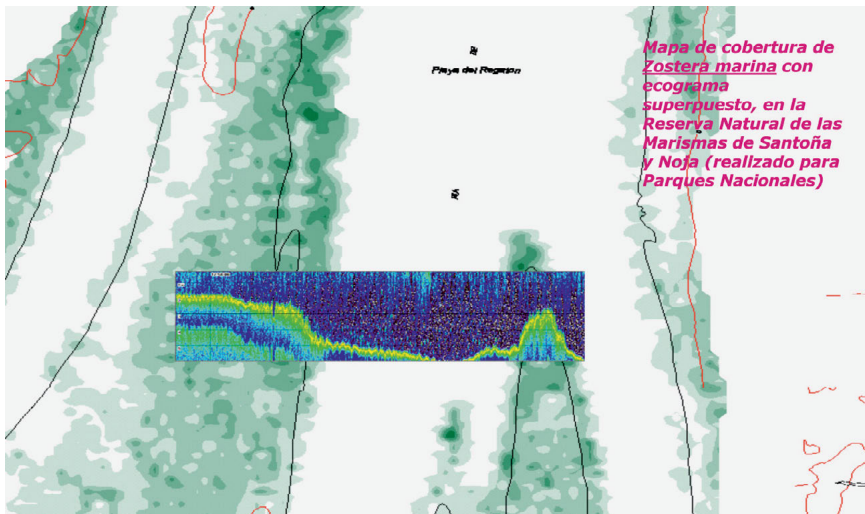 Mapa de cobertura de
Zostera marina con
ecograma
superpuesto, en la
Reserva Natural de las
Marismas de Santoña
y Noja (realizado para
Parques Nacionales)
Playa del Regaton